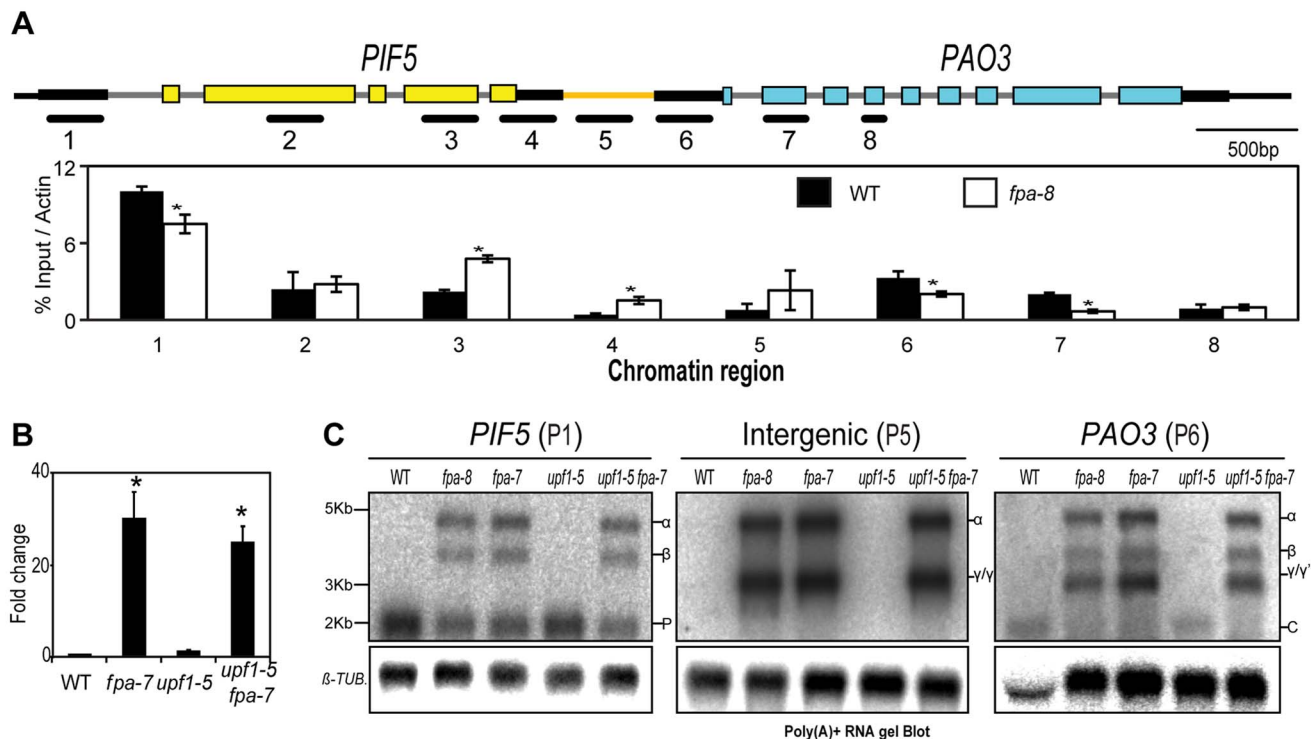 A
PIF5 PAO3
1 2 3 4 5 6 7 8
500bp
12
6
0
% Input / Actin
WT fpa-8
* * * * *
1 2 3 4 5 6 7 8
Chromatin region
B
Fold change
40
20
0
* *
WT fpa-7 upf1-5 upf1-5
fpa-7
C
PIF5 (P1) Intergenic (P5) PAO3 (P6)
WT fpa-8 fpa-7 upf1-5 upf1-5 fpa-7 WT fpa-8 fpa-7 upf1-5 upf1-5 fpa-7 WT fpa-8 fpa-7 upf1-5 upf1-5 fpa-7
5Kb α α α
β β
3Kb γ/γ γ/γ'
2Kb P C
ß-TUB.
Poly(A)+ RNA gel Blot